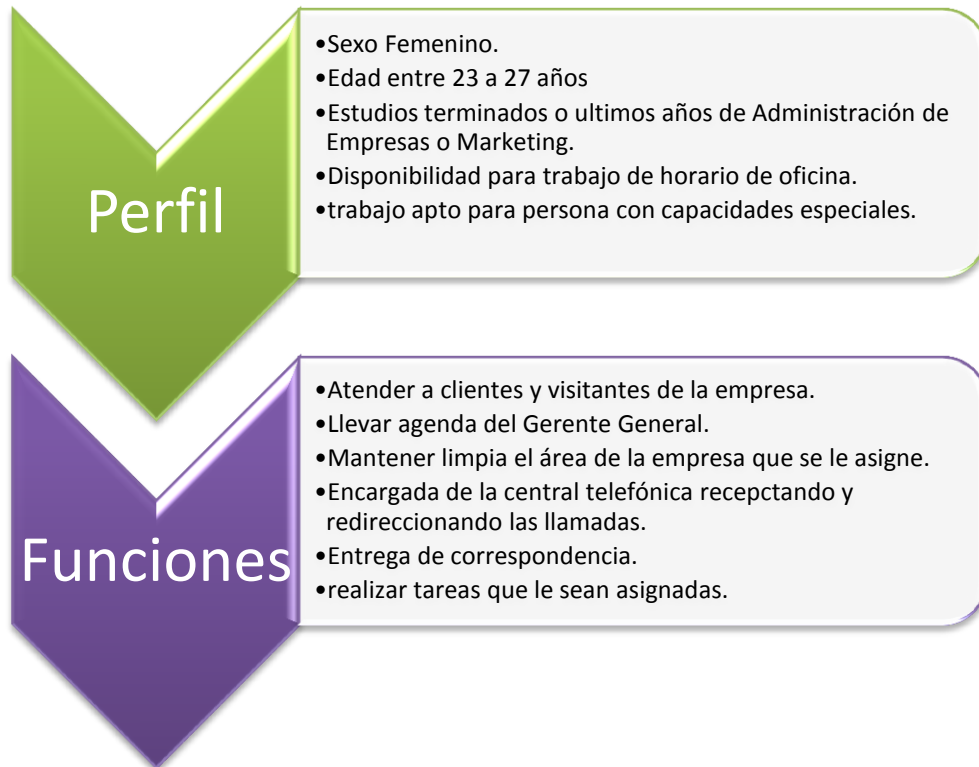 Perfil
•Sexo Femenino.
•Edad entre 23 a 27 años
•Estudios terminados o ultimos años de Administración de
Empresas o Marketing.
•Disponibilidad para trabajo de horario de oficina.
•trabajo apto para persona con capacidades especiales.
Funciones
•Atender a clientes y visitantes de la empresa.
•Llevar agenda del Gerente General.
•Mantener limpia el área de la empresa que se le asigne.
•Encargada de la central telefónica recepctando y
redireccionando las llamadas.
•Entrega de correspondencia.
•realizar tareas que le sean asignadas.